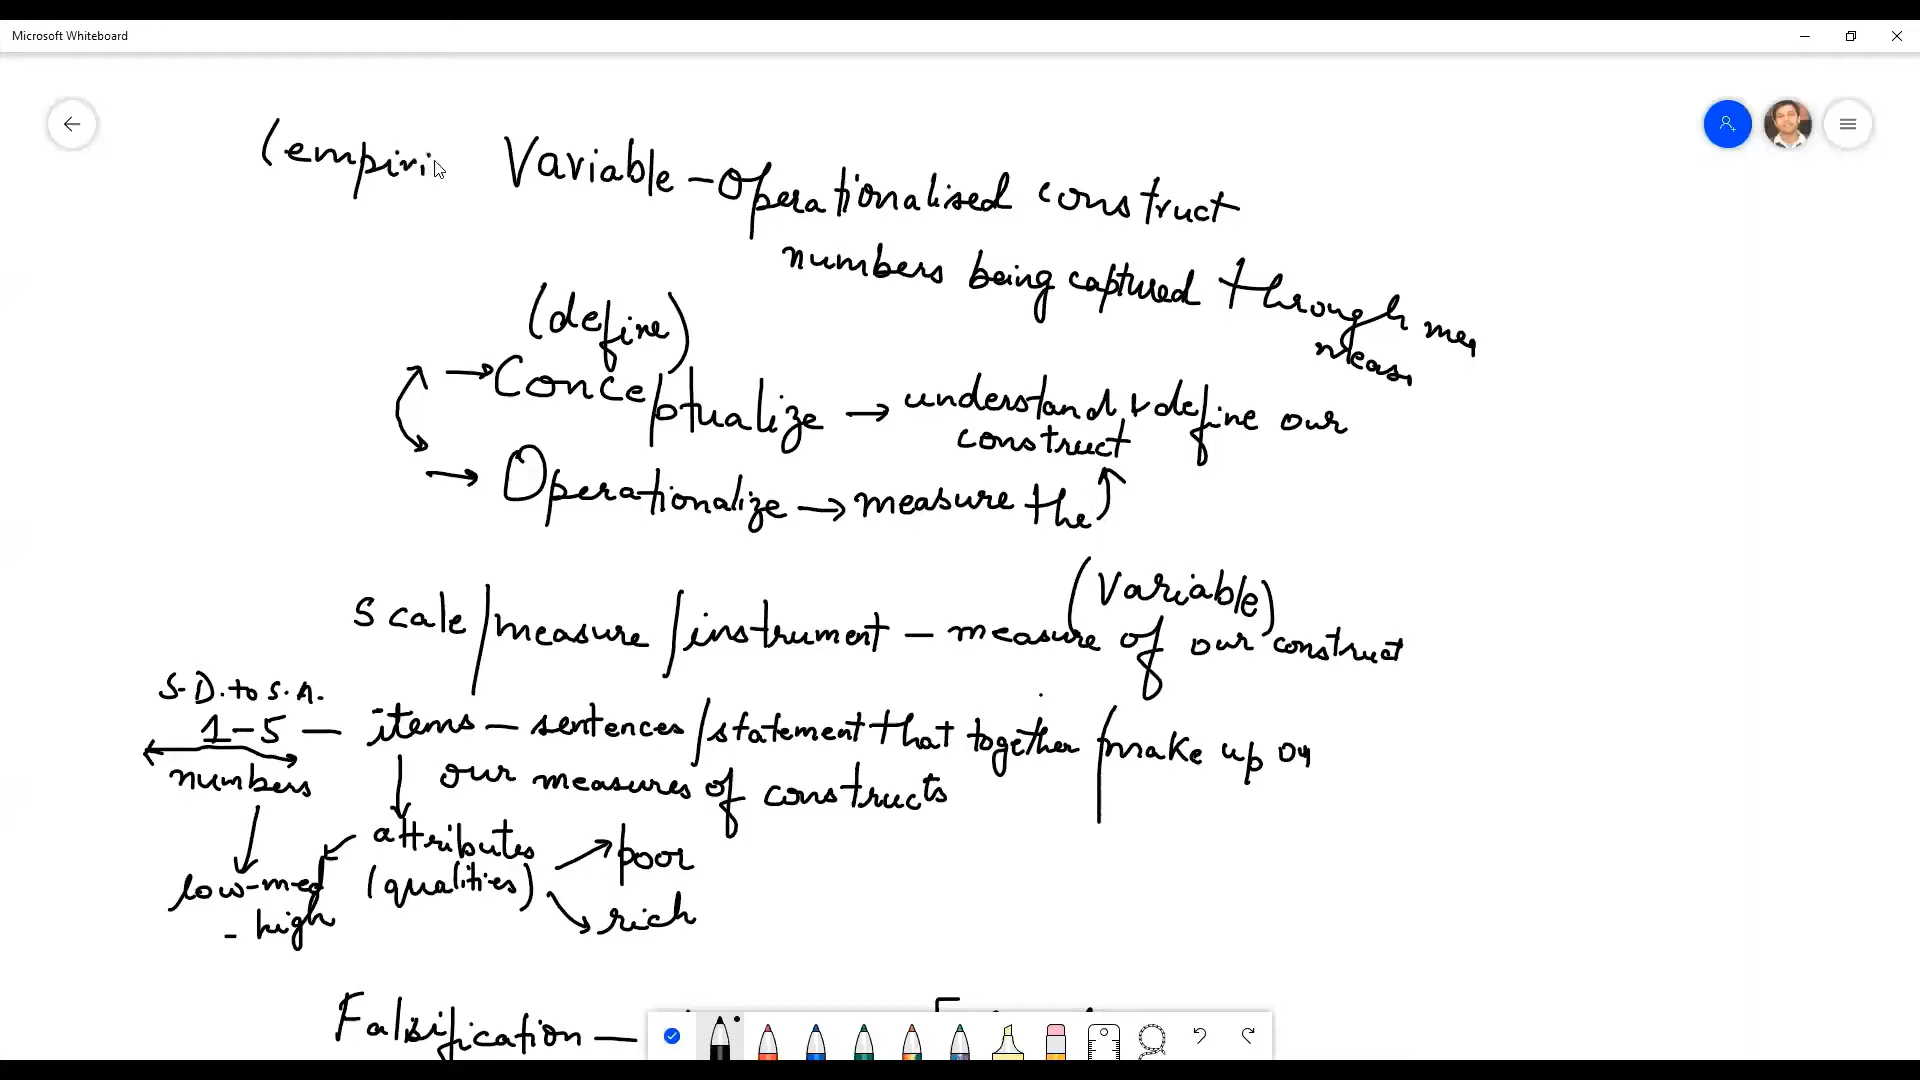 Microsoft Whiteboard
(empiri Variable - Operationalised construct
numbers being captured through mea
meas
(define)
→ Conceptualize → understand & define our
construct
→ Operationalize → measure the
(Variable)
Scale/measure/instrument - measure of our construct
S.D. to S.A.
1-5 - items - sentences/statement that together/make up ou
numbers our measures of constructs
attributes
poor
low-med (qualities)
- high rich
Falsification -